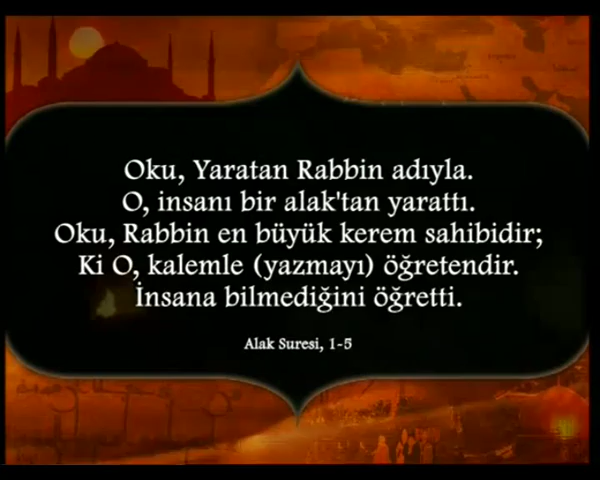 Oku, Yaratan Rabbin adıyla.
O, insanı bir alak'tan yarattı.
Oku, Rabbin en büyük kerem sahibidir;
Ki O, kalemle (yazmayı) öğretendir.
İnsana bilmediğini öğretti.
Alak Suresi, 1-5